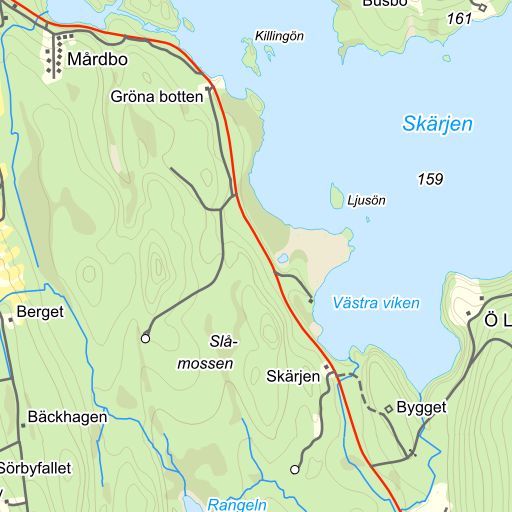 Busbo
161
Killingön
Mårdbo
Gröna botten
Skärjen
159
Ljusön
Västra viken
Berget
Ö L
Slå-
mossen
Skärjen
Bygget
Bäckhagen
Sörbyfallet
Rangeln